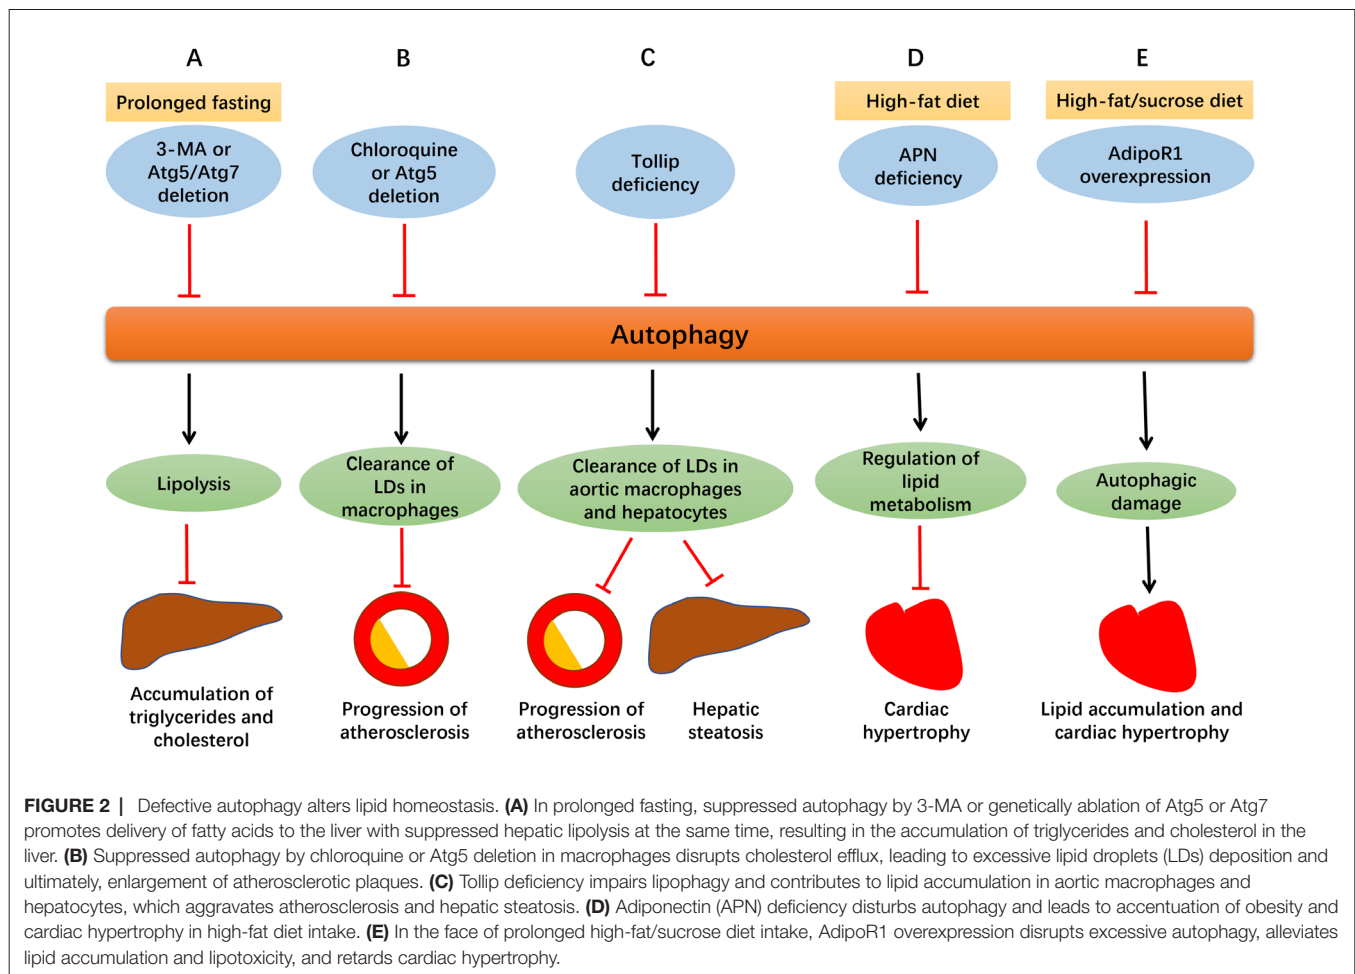 A
B
C
D
E
Prolonged fasting
High-fat diet
High-fat/sucrose diet
3-MA or
Atg5/Atg7
deletion
Chloroquine
or Atg5
deletion
Tollip
deficiency
APN
deficiency
AdipoR1
overexpression
Autophagy
Lipolysis
Clearance of
LDs in
macrophages
Clearance of LDs in
aortic macrophages
and hepatocytes
Regulation of
lipid
metabolism
Autophagic
damage
Accumulation of
triglycerides and
cholesterol
Progression of
atherosclerosis
Progression of
atherosclerosis
Hepatic
steatosis
Cardiac
hypertrophy
Lipid accumulation and
cardiac hypertrophy
FIGURE 2 | Defective autophagy alters lipid homeostasis. (A) In prolonged fasting, suppressed autophagy by 3-MA or genetically ablation of Atg5 or Atg7
promotes delivery of fatty acids to the liver with suppressed hepatic lipolysis at the same time, resulting in the accumulation of triglycerides and cholesterol in the
liver. (B) Suppressed autophagy by chloroquine or Atg5 deletion in macrophages disrupts cholesterol efflux, leading to excessive lipid droplets (LDs) deposition and
ultimately, enlargement of atherosclerotic plaques. (C) Tollip deficiency impairs lipophagy and contributes to lipid accumulation in aortic macrophages and
hepatocytes, which aggravates atherosclerosis and hepatic steatosis. (D) Adiponectin (APN) deficiency disturbs autophagy and leads to accentuation of obesity and
cardiac hypertrophy in high-fat diet intake. (E) In the face of prolonged high-fat/sucrose diet intake, AdipoR1 overexpression disrupts excessive autophagy, alleviates
lipid accumulation and lipotoxicity, and retards cardiac hypertrophy.